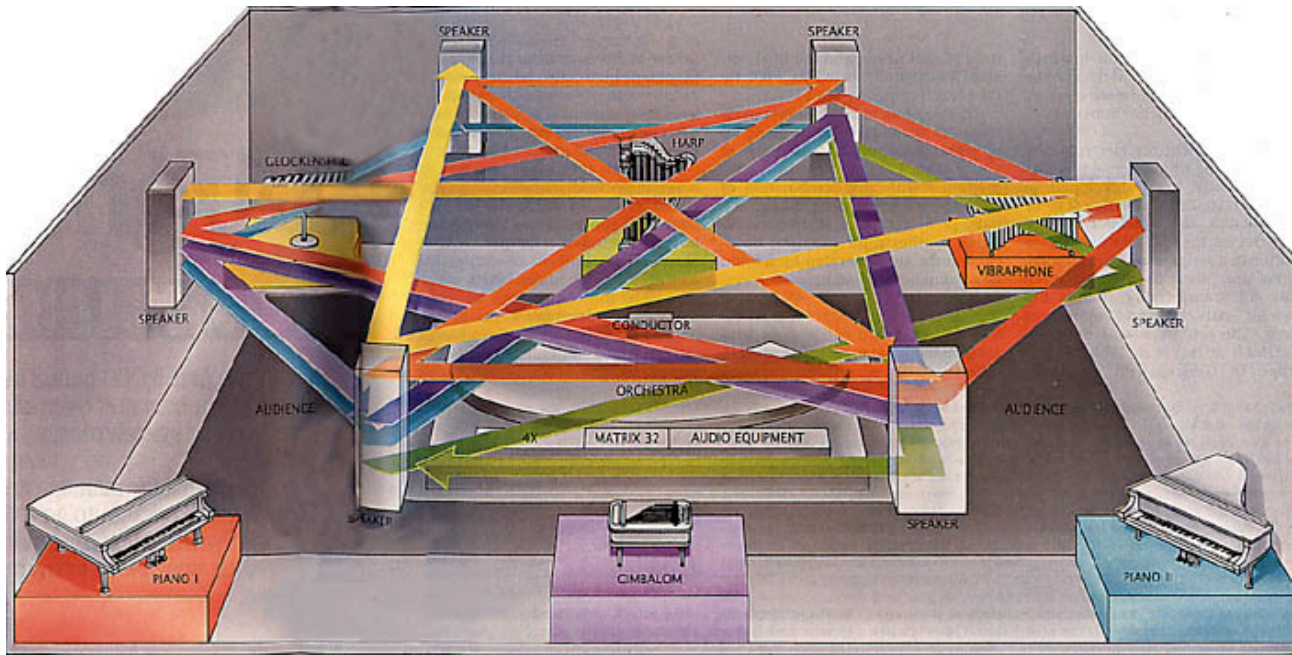 SPEAKER
SPEAKER
HARP
GLOCKENSPIEL
VIBRAPHONE
SPEAKER
SPEAKER
CONDUCTOR
ORCHESTRA
AUDIENCE
AUDIENCE
4X
MATRIX 32
AUDIO EQUIPMENT
SPEAKER
SPEAKER
PIANO I
CIMBALOM
PIANO II